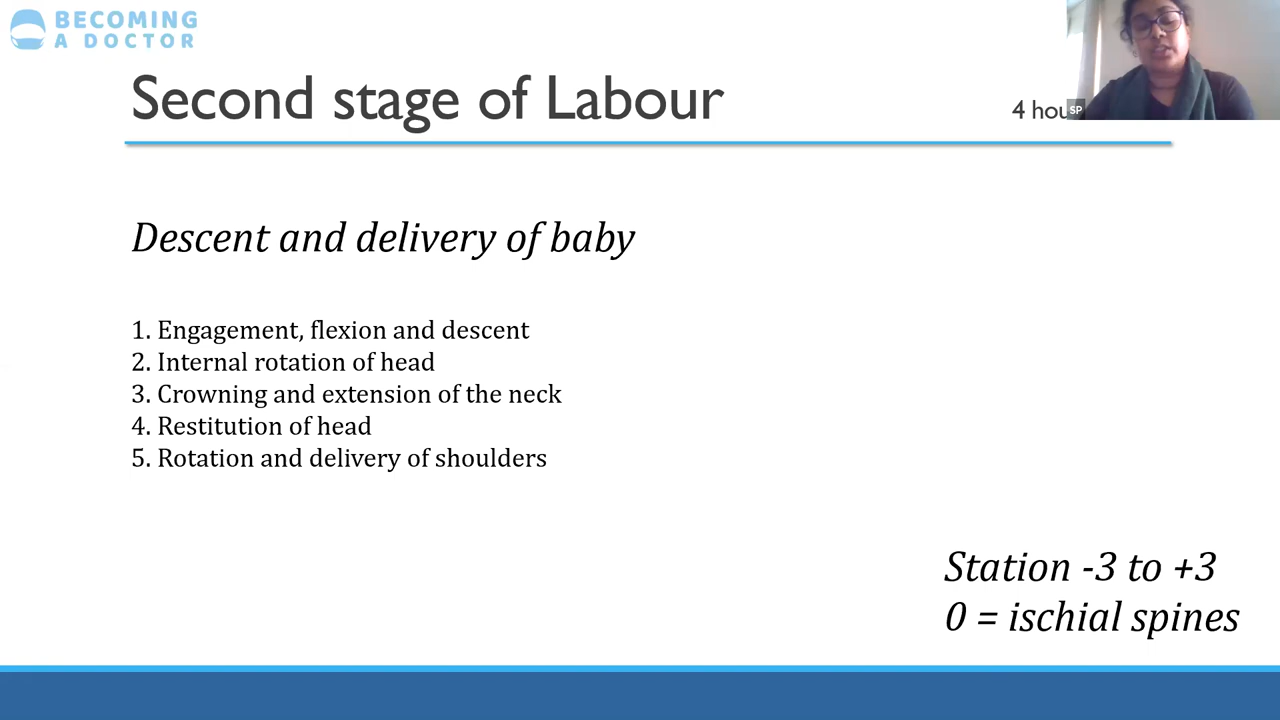 BECOMING
A DOCTOR
Second stage of Labour
4
SP
Descent and delivery of baby
1. Engagement, flexion and descent
2. Internal rotation of head
3. Crowning and extension of the neck
4. Restitution of head
5. Rotation and delivery of shoulders
Station -3 to +3
0 = ischial spines